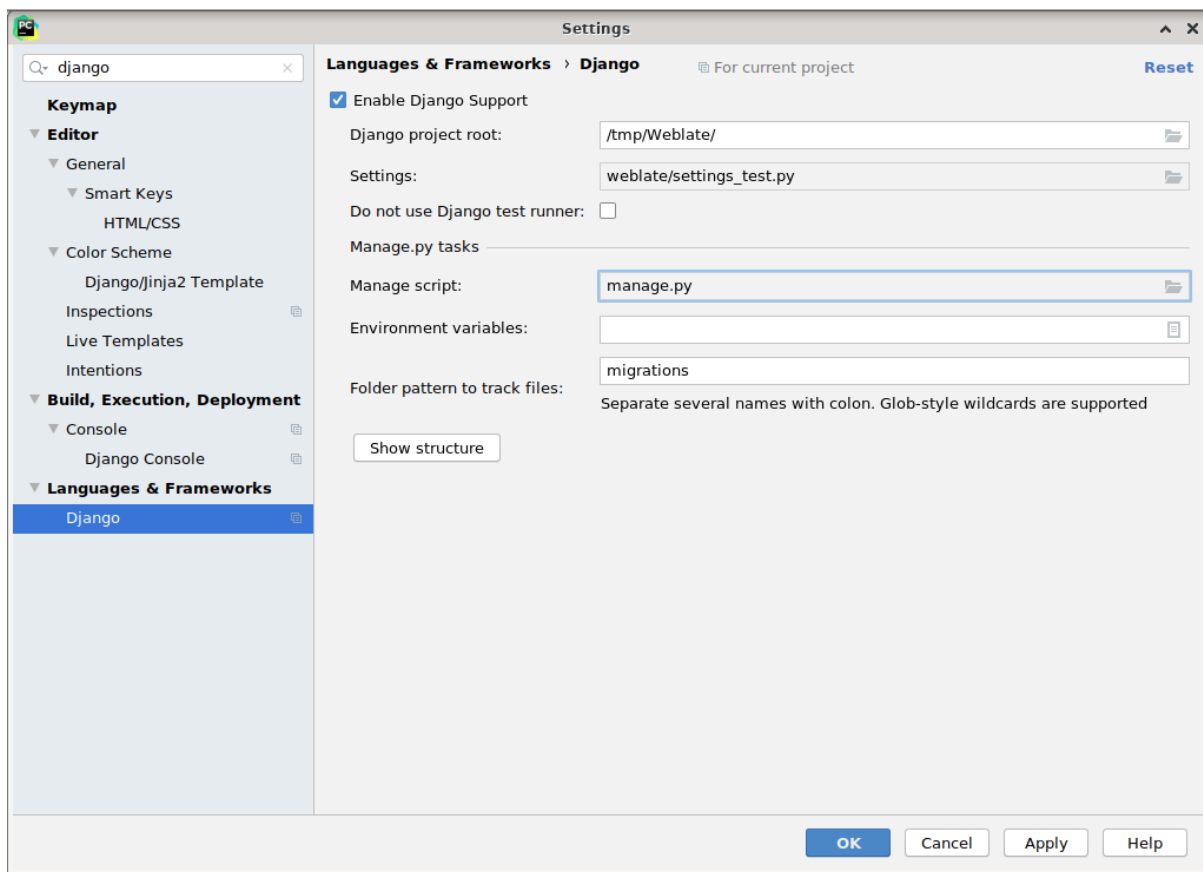 PC
Settings
django
Keymap
Editor
General
Smart Keys
HTML/CSS
Color Scheme
Django/Jinja2 Template
Inspections
Live Templates
Intentions
Build, Execution, Deployment
Console
Django Console
Languages & Frameworks
Django
Languages & Frameworks › Django
For current project
Reset
Enable Django Support
Django project root: /tmp/Weblate/
Settings: weblate/settings_test.py
Do not use Django test runner:
Manage.py tasks
Manage script: manage.py
Environment variables:
Folder pattern to track files: migrations
Separate several names with colon. Glob-style wildcards are supported
Show structure
OK Cancel Apply Help